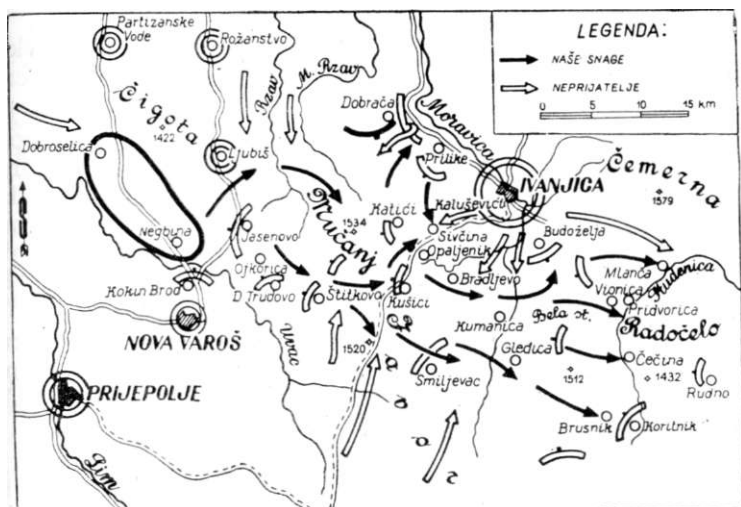 LEGENDA:
NAŠE SNAGE
NEPRIJATELJE
0 5 10 15 km
Partizanske
Vode
Rožanstvo
Rzav
M. Rzav
Dobrača
Moravica
Čigota
1422
Dobroselica
Ljubiš
Prilike
IVANJICA
Čemerna
1579
Mučanj
1534
Katići
Kaluševići
Negbina
Jasenovo
Sivčina
Opaljenik
Budoželja
Ojkovica
Mlanča
Vionica
Studenica
Kokin Brod
D. Trudovo
Štitkovo
Kušići
Bradljevo
Pridvorica
NOVA VAROŠ
Uvac
Kumanica
Bela st.
Radočelo
1520
Gledica
Čečina
PRIJEPOLJE
Smiljevac
1512
1432
Rudno
Brusnik
Koritnik
Lim